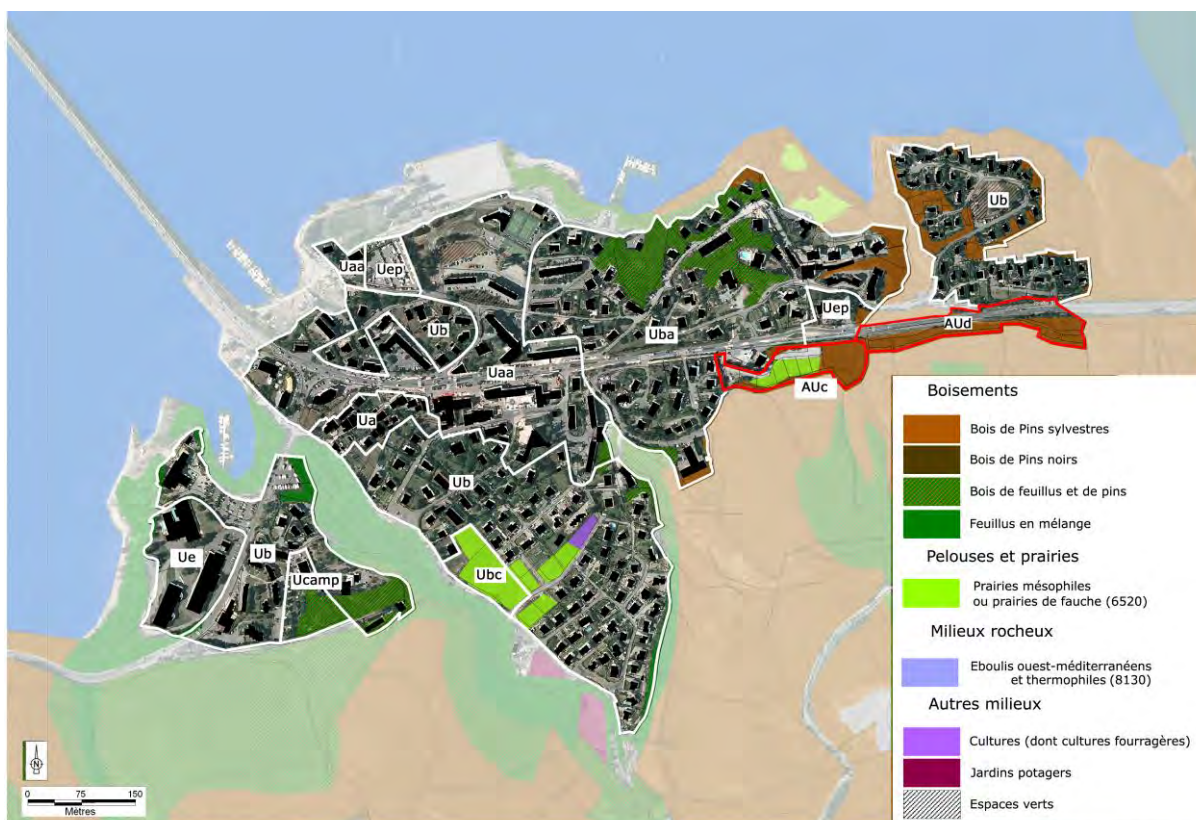 Ub
Uaa
Uep
Uep
Ub
Uba
AUd
Uaa
AUc
Ua
Ub
Ue
Ub
Ucamp
Ubc
Boisements
Bois de Pins sylvestres
Bois de Pins noirs
Bois de feuillus et de pins
Feuillus en mélange
Pelouses et prairies
Prairies mésophiles
ou prairies de fauche (6520)
Milieux rocheux
Eboulis ouest-méditerranéens
et thermophiles (8130)
Autres milieux
Cultures (dont cultures fourragères)
Jardins potagers
Espaces verts
N
0 75 150
Mètres